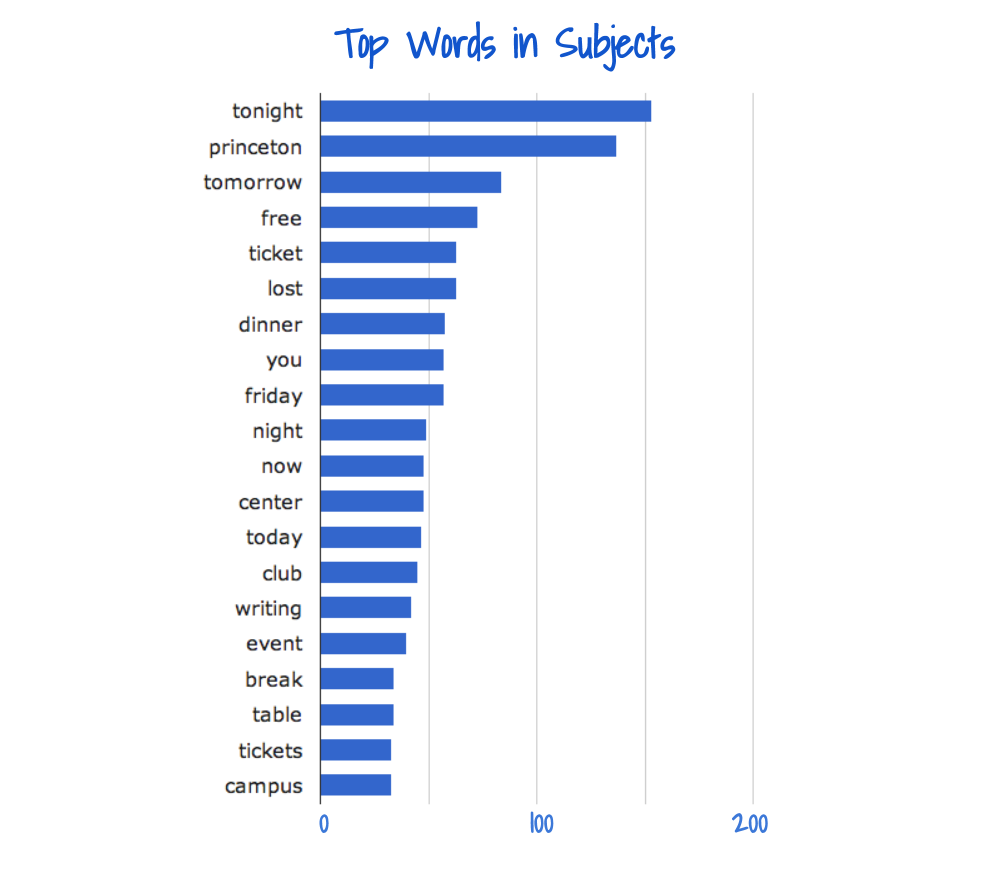 Top Words in Subjects
tonight
princeton
tomorrow
free
ticket
lost
dinner
you
friday
night
now
center
today
club
writing
event
break
table
tickets
campus
0 100 200